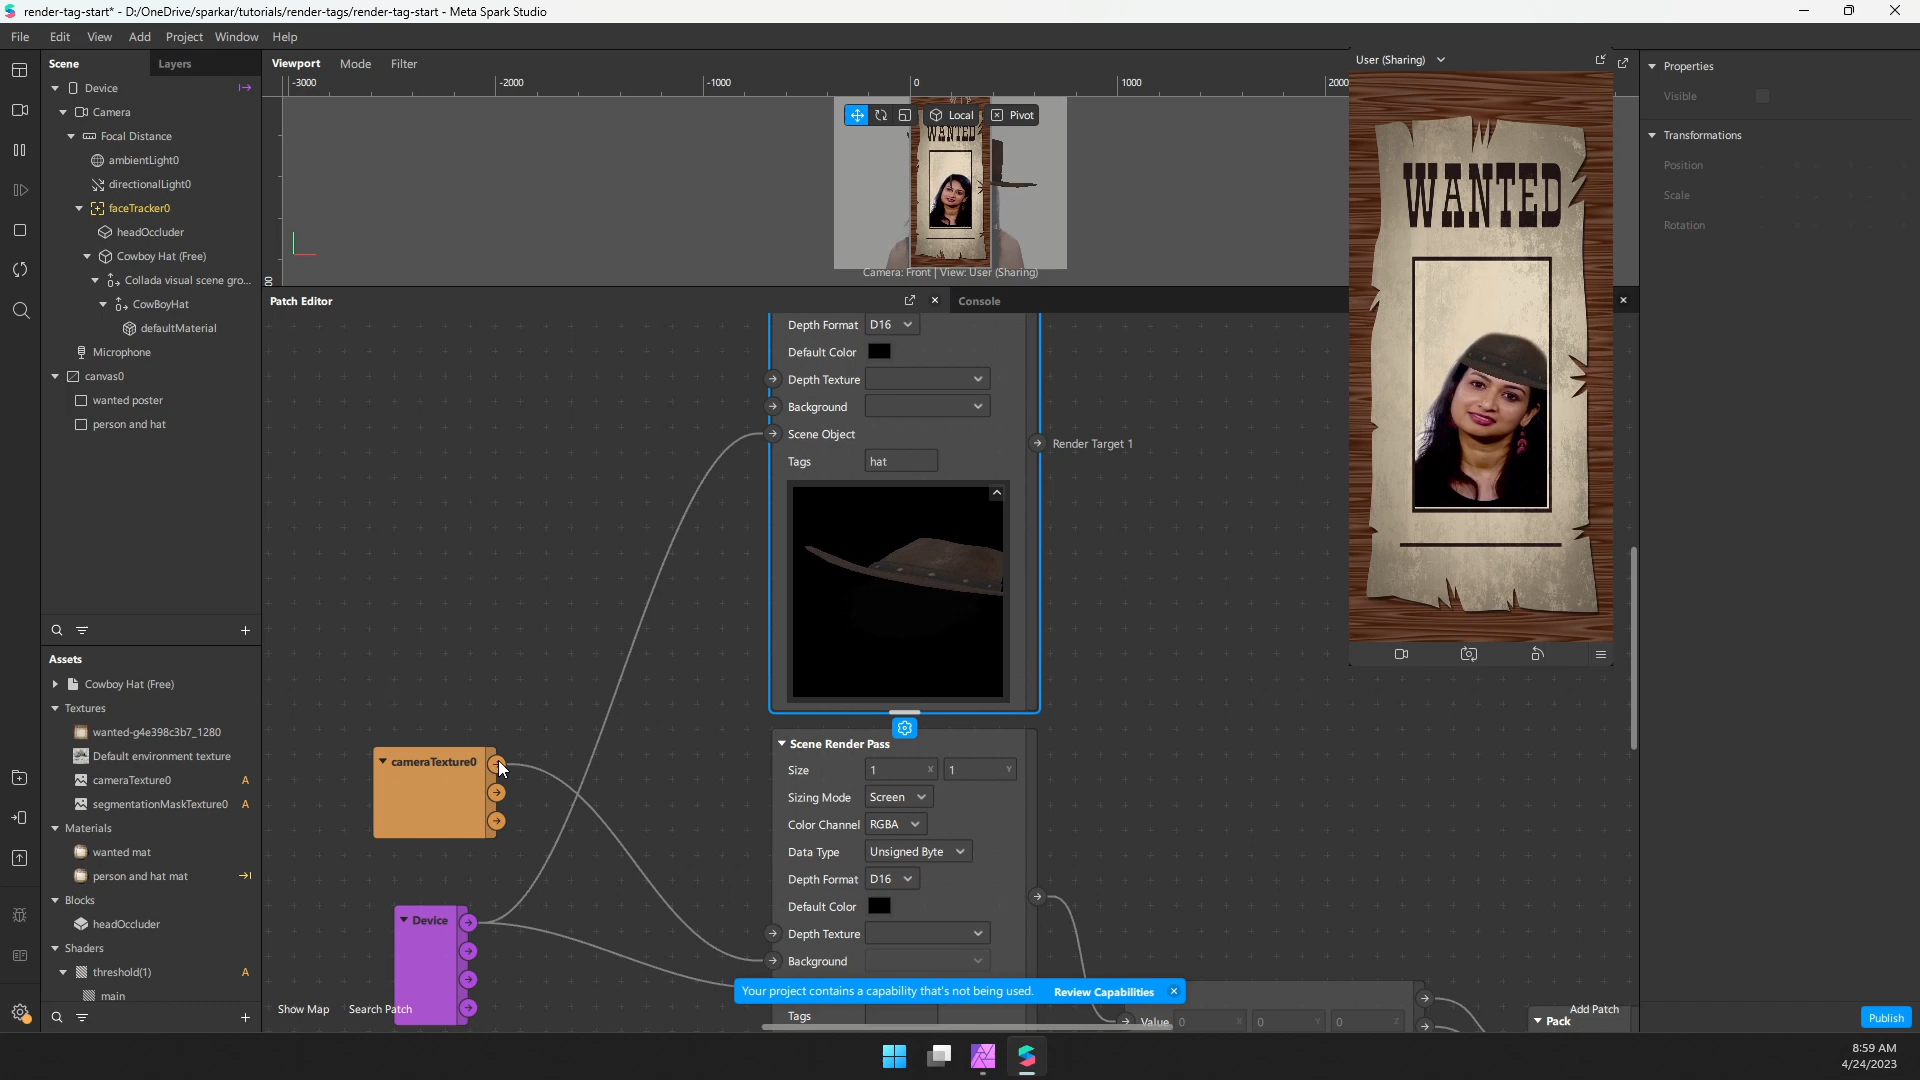 render-tag-start* - D:/OneDrive/sparkar/tutorials/render-tags/render-tag-start - Meta Spark Studio
File Edit View Add Project Window Help
Scene Layers
Device
Camera
Focal Distance
ambientLight0
directionalLight0
faceTracker0
headOccluder
Cowboy Hat (Free)
Collada visual scene gro...
CowBoyHat
defaultMaterial
Microphone
canvas0
wanted poster
person and hat
Assets
Cowboy Hat (Free)
Textures
wanted-g4e398c3b7_1280
Default environment texture
cameraTexture0 A
segmentationMaskTexture0 A
Materials
wanted mat
person and hat mat
Blocks
headOccluder
Shaders
threshold(1) A
main
Viewport Mode Filter
-3000 -2000 -1000 0 1000 2000
Local Pivot
WANTED
Camera: Front | View: User (Sharing)
00
Patch Editor
Console
Depth Format D16
Default Color
Depth Texture
Background
Scene Object
Tags hat
Render Target 1
cameraTexture0
Device
Scene Render Pass
Size 1 X 1 Y
Sizing Mode Screen
Color Channel RGBA
Data Type Unsigned Byte
Depth Format D16
Default Color
Depth Texture
Background
Your project contains a capability that's not being used. Review Capabilities
Tags
Value 0 X 0 Y 0 Z
Show Map Search Patch
Add Patch
Pack
User (Sharing)
WANTED
Properties
Visible
Transformations
Position
Scale
Rotation
Publish
8:59 AM
4/24/2023